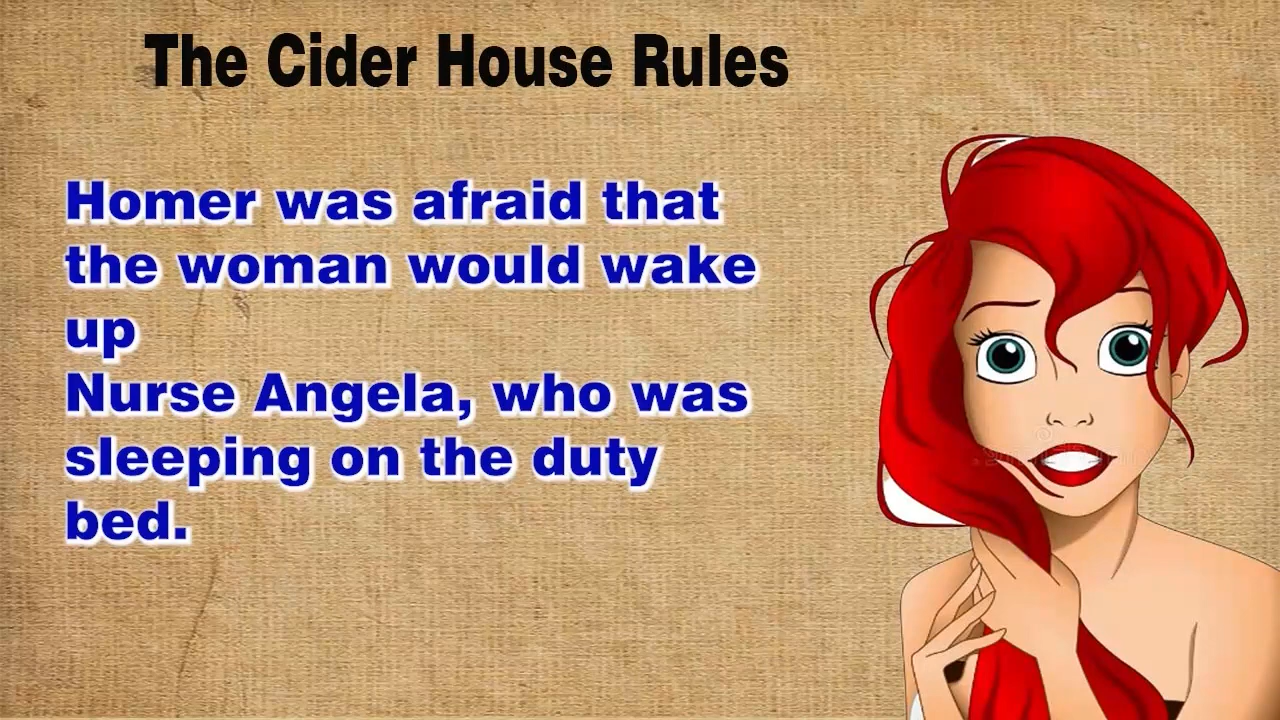 The Cider House Rules
Homer was afraid that
the woman would wake
up
Nurse Angela, who was
sleeping on the duty
bed.